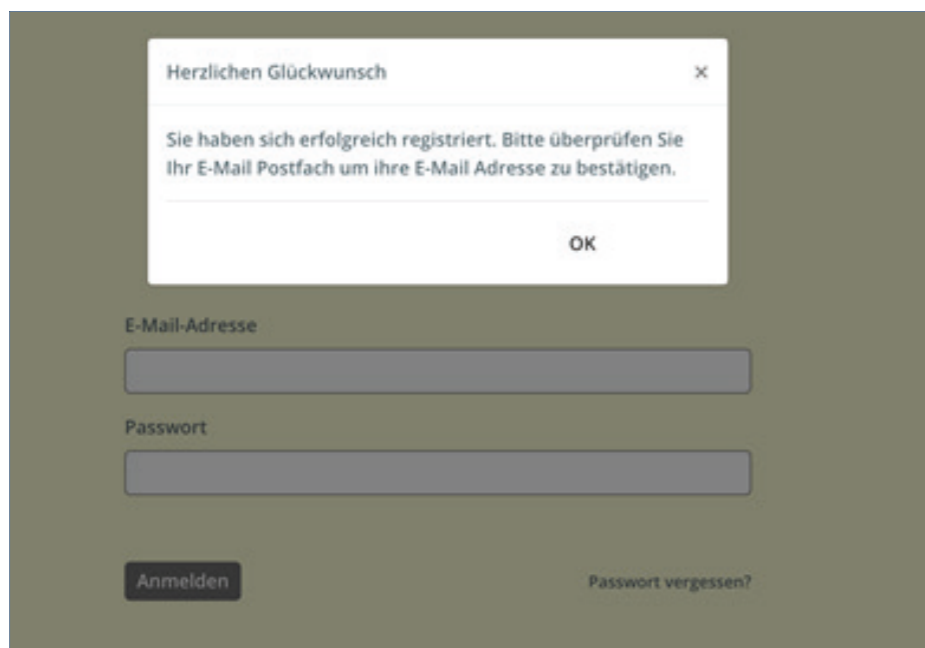 Herzlichen Glückwunsch ×
Sie haben sich erfolgreich registriert. Bitte überprüfen Sie
Ihr E-Mail Postfach um ihre E-Mail Adresse zu bestätigen.
OK
E-Mail-Adresse
Passwort
Anmelden Passwort vergessen?